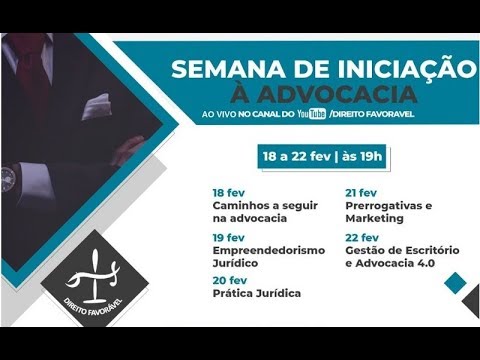 SEMANA DE INICIAÇÃO
À ADVOCACIA
AO VIVO NO CANAL DO YouTube /DIREITO FAVORAVEL
18 a 22 fev | às 19h
18 fev
Caminhos a seguir
na advocacia
19 fev
Empreendedorismo
Jurídico
20 fev
Prática Jurídica
21 fev
Prerrogativas e
Marketing
22 fev
Gestão de Escritório
e Advocacia 4.0
DIREITO FAVORÁVEL